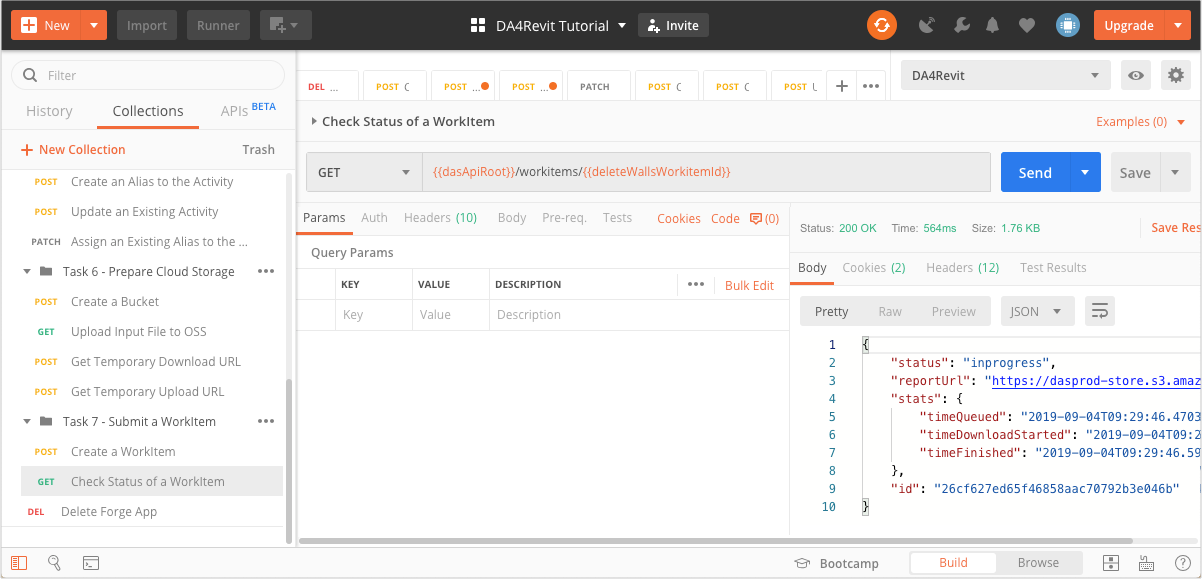 New
Import
Runner
DA4Revit Tutorial
Invite
Upgrade
Filter
History
Collections
APIs BETA
New Collection
Trash
POST Create an Alias to the Activity
POST Update an Existing Activity
PATCH Assign an Existing Alias to the ...
Task 6 - Prepare Cloud Storage
POST Create a Bucket
GET Upload Input File to OSS
POST Get Temporary Download URL
POST Get Temporary Upload URL
Task 7 - Submit a WorkItem
POST Create a WorkItem
GET Check Status of a WorkItem
DEL Delete Forge App
DEL ...
POST C
POST ...
POST ...
PATCH
POST C
POST C
POST U
DA4Revit
Check Status of a WorkItem
Examples (0)
GET
{{dasApiRoot}}/workitems/{{deleteWallsWorkitemId}}
Send
Save
Params Auth Headers (10) Body Pre-req. Tests Cookies Code (0)
Query Params
KEY VALUE DESCRIPTION Bulk Edit
Key Value Description
Status: 200 OK Time: 564ms Size: 1.76 KB Save Res
Body Cookies (2) Headers (12) Test Results
Pretty Raw Preview JSON
1 {
2 "status": "inprogress",
3 "reportUrl": "https://dasprod-store.s3.amaz
4 "stats": {
5 "timeQueued": "2019-09-04T09:29:46.4703
6 "timeDownloadStarted": "2019-09-04T09:2
7 "timeFinished": "2019-09-04T09:29:46.59
8 },
9 "id": "26cf627ed65f46858aac70792b3e046b"
10 }
Bootcamp
Build
Browse